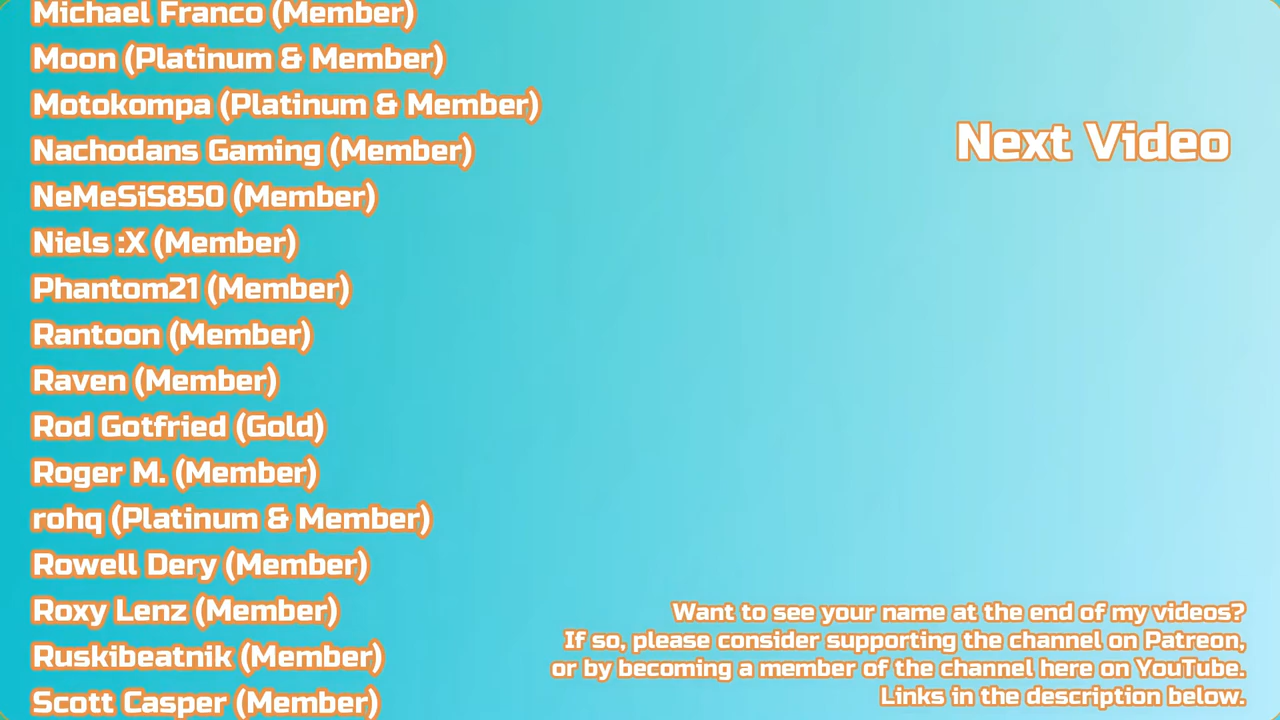 Michael Franco (Member)
Moon (Platinum & Member)
Motokompa (Platinum & Member)
Nachodans Gaming (Member)
NeMeSiS850 (Member)
Niels :X (Member)
Phantom21 (Member)
Rantoon (Member)
Raven (Member)
Rod Gotfried (Gold)
Roger M. (Member)
rohq (Platinum & Member)
Rowell Dery (Member)
Roxy Lenz (Member)
Ruskibeatnik (Member)
Scott Casper (Member)
Next Video
Want to see your name at the end of my videos?
If so, please consider supporting the channel on Patreon,
or by becoming a member of the channel here on YouTube.
Links in the description below.